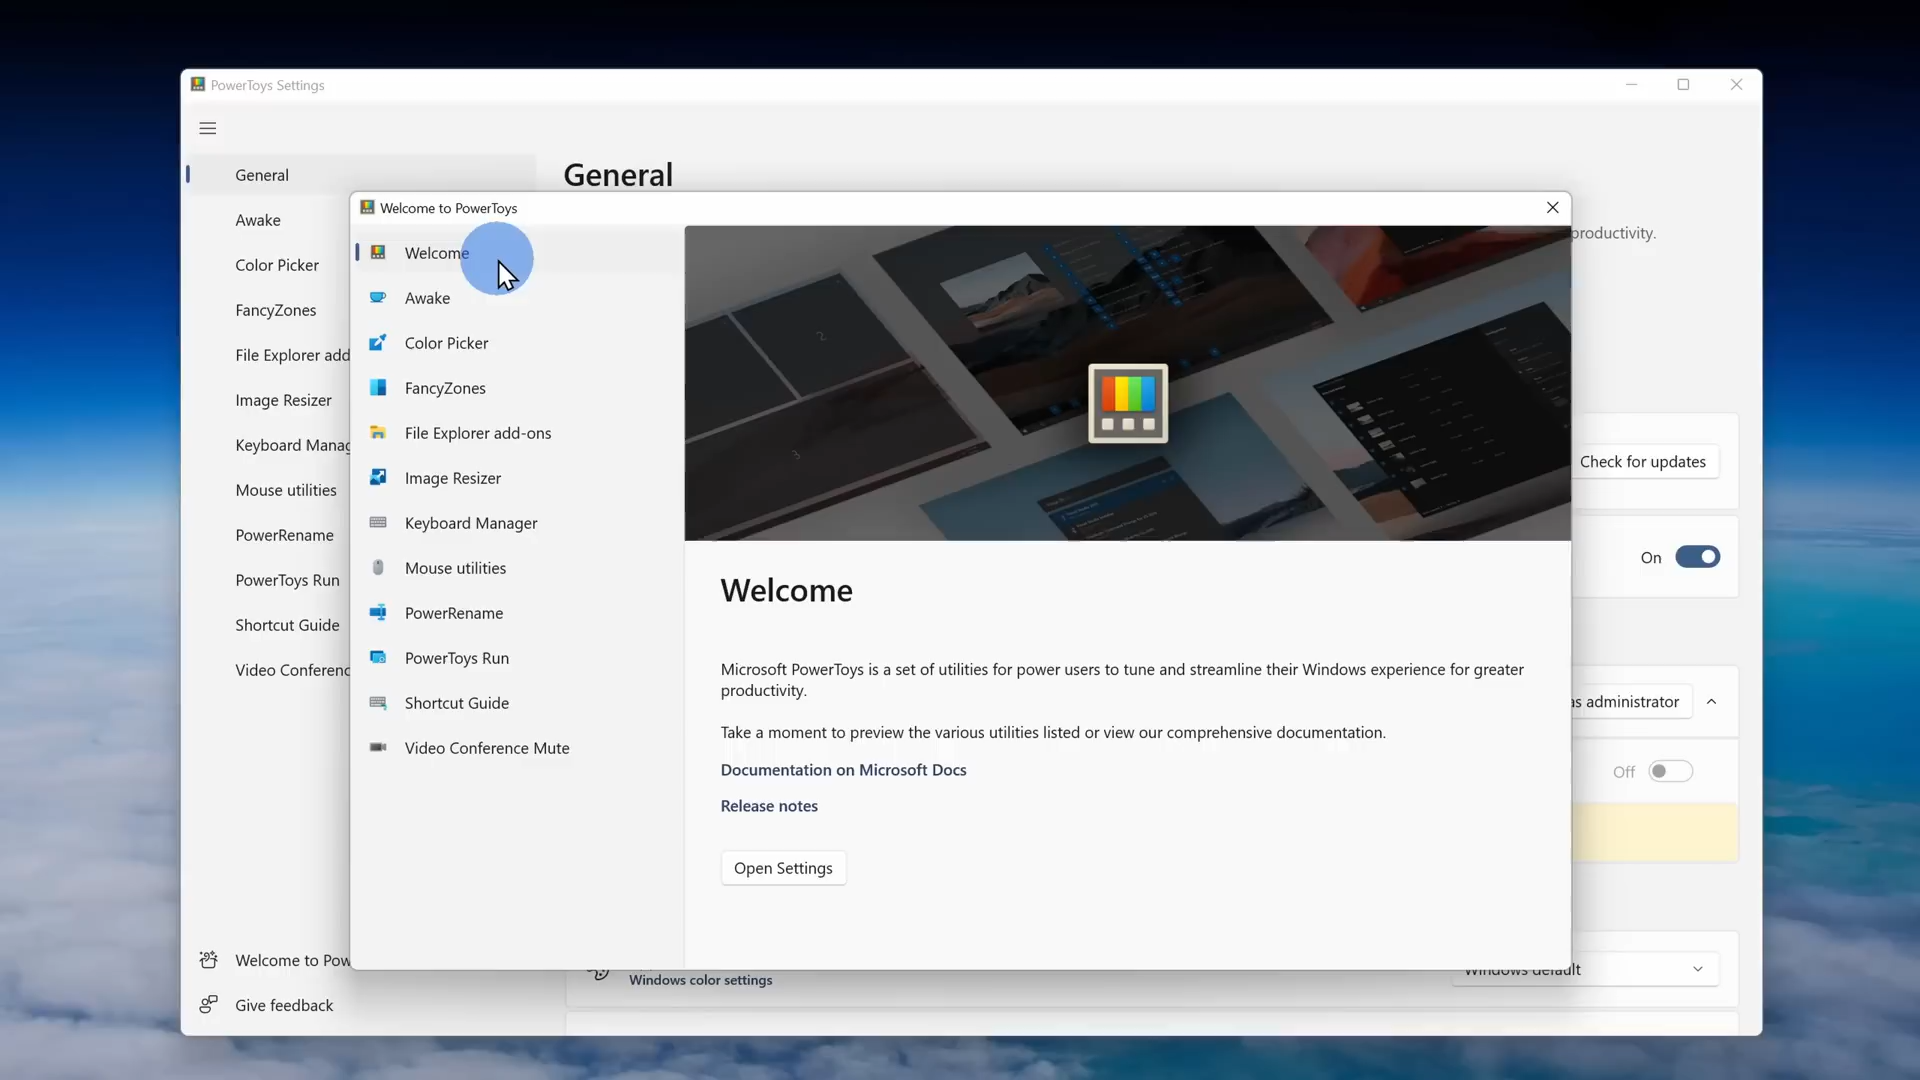 PowerToys Settings
General
Awake
Color Picker
FancyZones
File Explorer add
Image Resizer
Keyboard Manag
Mouse utilities
PowerRename
PowerToys Run
Shortcut Guide
Video Conferenc
Welcome to Pow
Give feedback
General
productivity.
Check for updates
On
as administrator
Off
Windows default
Windows color settings
Welcome to PowerToys
Welcome
Awake
Color Picker
FancyZones
File Explorer add-ons
Image Resizer
Keyboard Manager
Mouse utilities
PowerRename
PowerToys Run
Shortcut Guide
Video Conference Mute
2
3
Welcome
Microsoft PowerToys is a set of utilities for power users to tune and streamline their Windows experience for greater
productivity.
Take a moment to preview the various utilities listed or view our comprehensive documentation.
Documentation on Microsoft Docs
Release notes
Open Settings